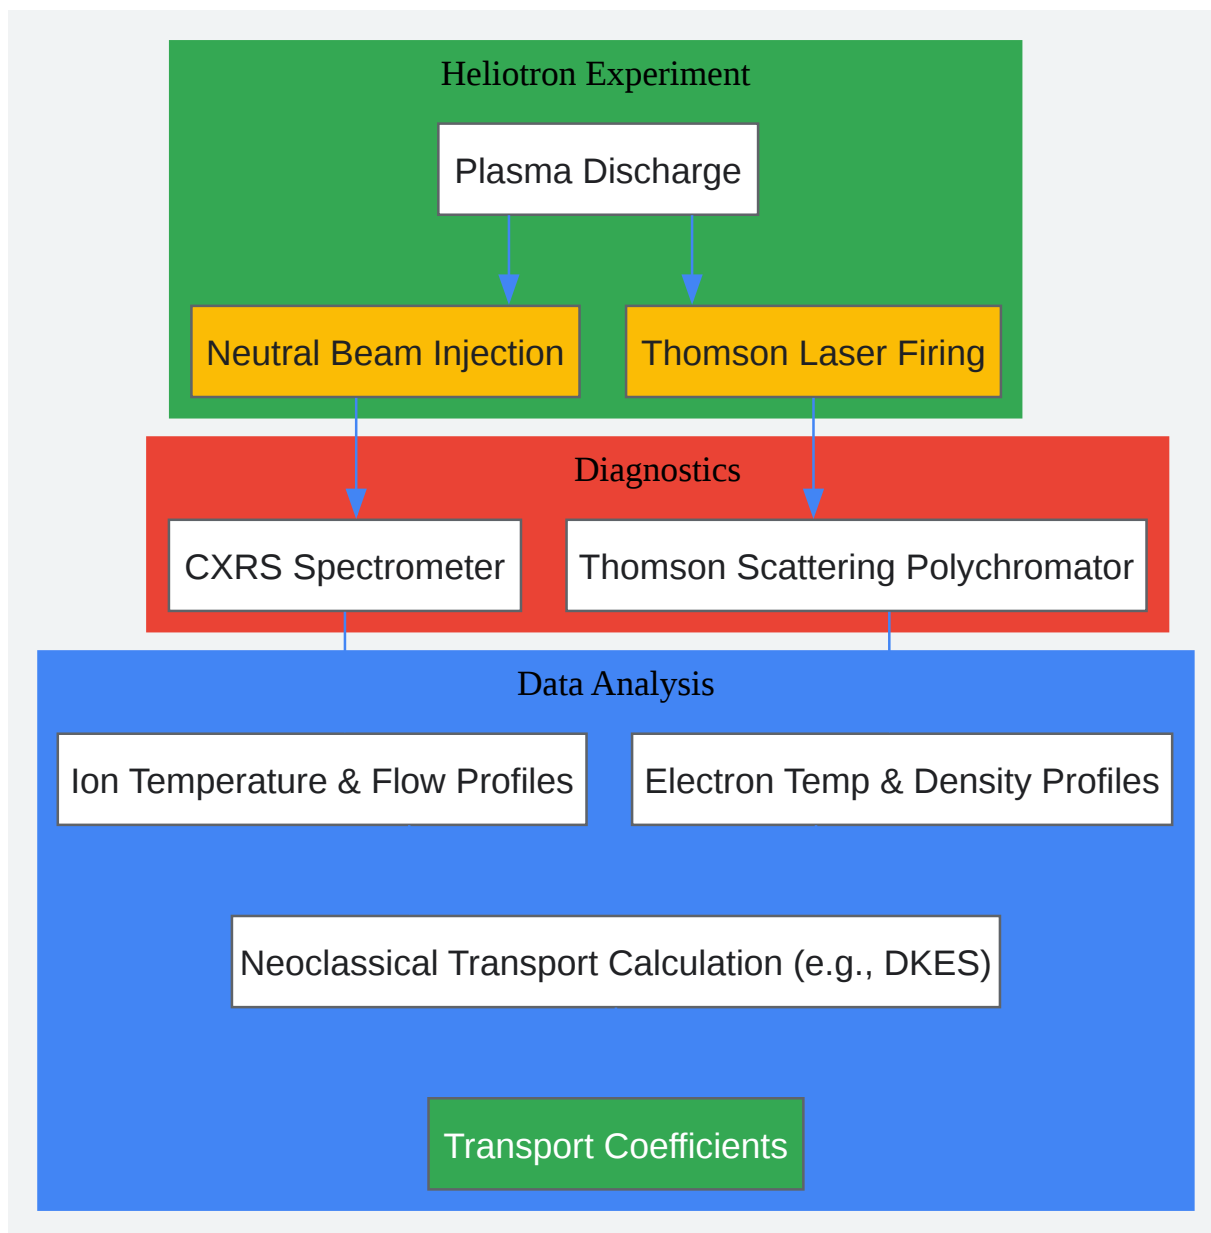 Heliotron Experiment
Plasma Discharge
Neutral Beam Injection
Thomson Laser Firing
Diagnostics
CXRS Spectrometer
Thomson Scattering Polychromator
Data Analysis
Ion Temperature & Flow Profiles
Electron Temp & Density Profiles
Neoclassical Transport Calculation (e.g., DKES)
Transport Coefficients